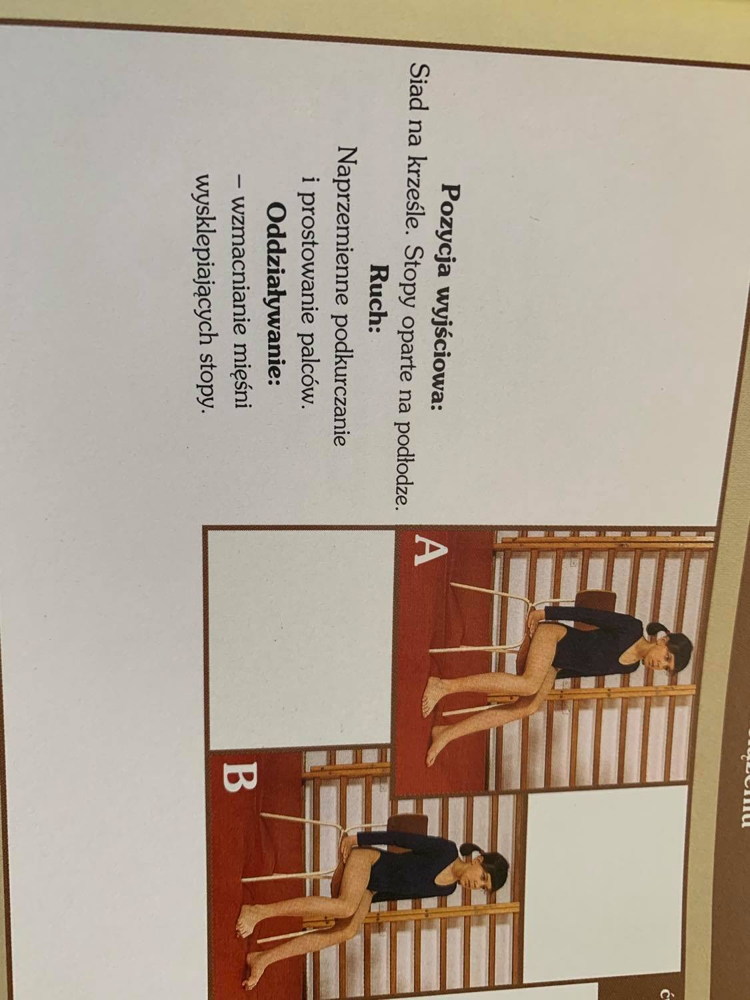 Pozycja wyjściowa:
Siad na krześle. Stopy oparte na podłodze.
Ruch:
Naprzemienne podkurczanie
i prostowanie palców.
Oddziaływanie:
– wzmacnianie mięśni
wysklepiających stopy.
A
B